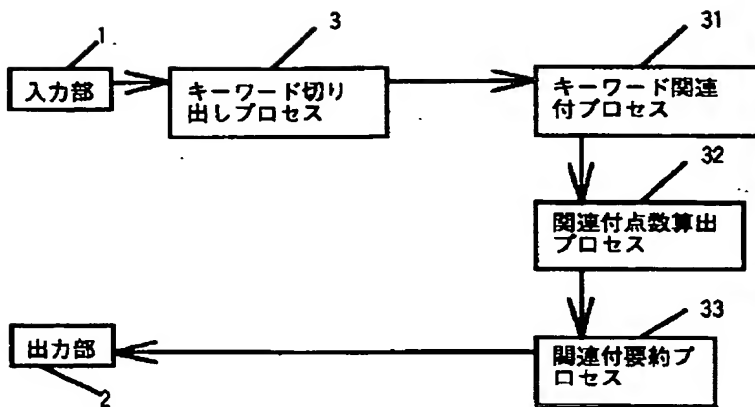 1
入力部
3
キーワード切り
出しプロセス
31
キーワード関連
付プロセス
32
関連付点数算出
プロセス
33
関連付要約プ
ロセス
出力部
2